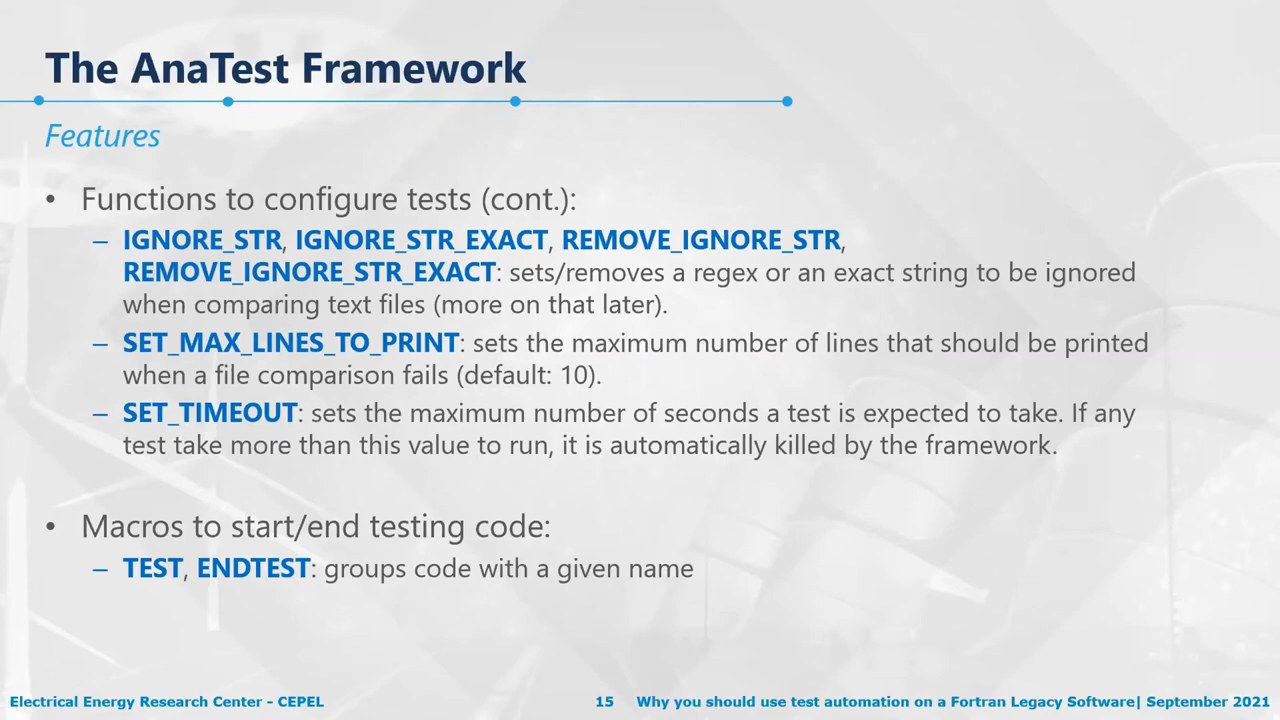 The AnaTest Framework
Features
• Functions to configure tests (cont.):
– IGNORE_STR, IGNORE_STR_EXACT, REMOVE_IGNORE_STR,
REMOVE_IGNORE_STR_EXACT: sets/removes a regex or an exact string to be ignored
when comparing text files (more on that later).
– SET_MAX_LINES_TO_PRINT: sets the maximum number of lines that should be printed
when a file comparison fails (default: 10).
– SET_TIMEOUT: sets the maximum number of seconds a test is expected to take. If any
test take more than this value to run, it is automatically killed by the framework.
• Macros to start/end testing code:
– TEST, ENDTEST: groups code with a given name
Electrical Energy Research Center - CEPEL 15 Why you should use test automation on a Fortran Legacy Software| September 2021